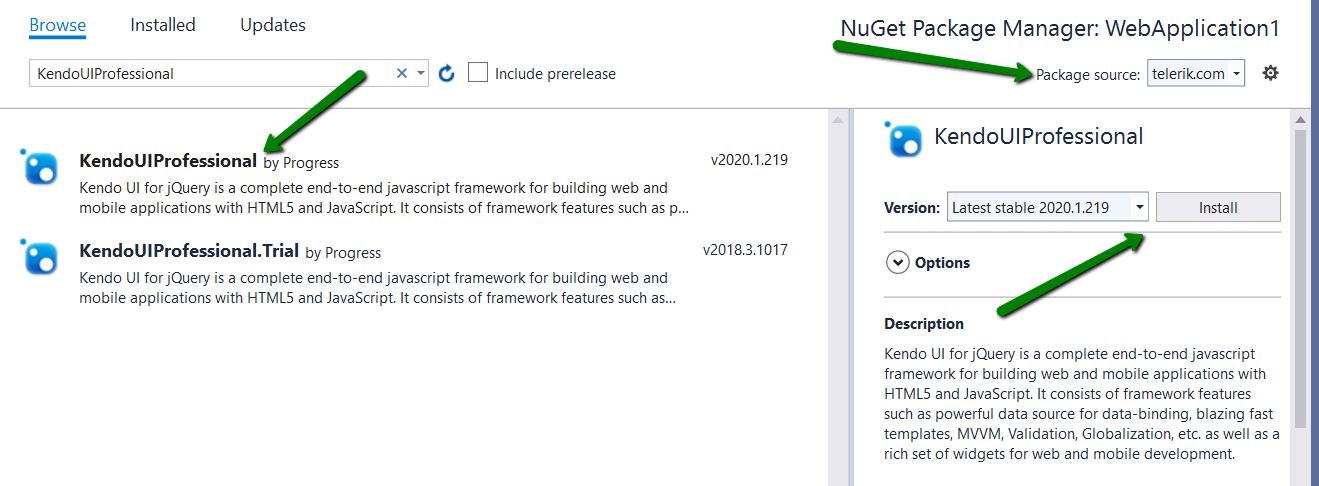 Browse Installed Updates
NuGet Package Manager: WebApplication1
KendoUIProfessional
Include prerelease
Package source: telerik.com
KendoUIProfessional by Progress
v2020.1.219
Kendo UI for jQuery is a complete end-to-end javascript framework for building web and
mobile applications with HTML5 and JavaScript. It consists of framework features such as p...
KendoUIProfessional.Trial by Progress
v2018.3.1017
Kendo UI for jQuery is a complete end-to-end javascript framework for building web and
mobile applications with HTML5 and JavaScript. It consists of framework features such as...
KendoUIProfessional
Version: Latest stable 2020.1.219
Install
Options
Description
Kendo UI for jQuery is a complete end-to-end javascript
framework for building web and mobile applications with
HTML5 and JavaScript. It consists of framework features
such as powerful data source for data-binding, blazing fast
templates, MVVM, Validation, Globalization, etc. as well as a
rich set of widgets for web and mobile development.